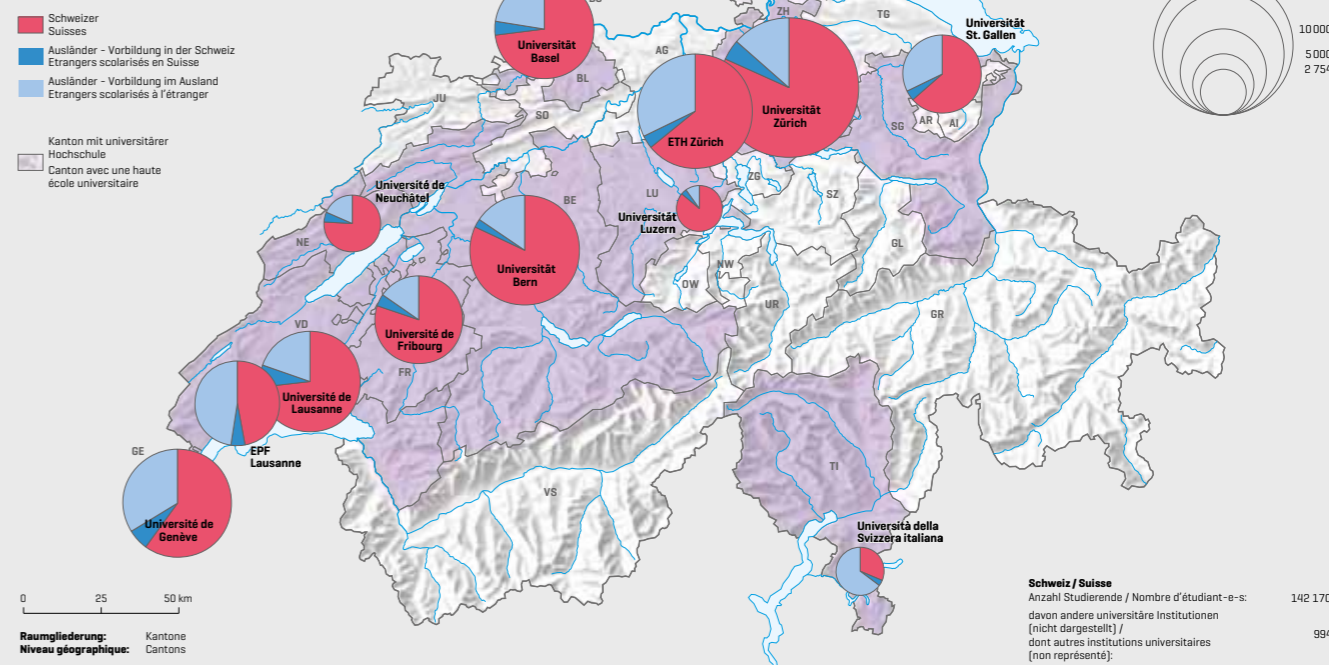 Schweizer
Suisses
Ausländer – Vorbildung in der Schweiz
Etrangers scolarisés en Suisse
Ausländer – Vorbildung im Ausland
Etrangers scolarisés à l'étranger
Kanton mit universitärer
Hochschule
Canton avec une haute
école universitaire
ZH
TG
Universität
St. Gallen
10 000
5000
2 754
Universität
Basel
AG
BL
JU
SO
Universität
Zürich
ETH Zürich
SG
AR
AI
Université de
Neuchâtel
BE
LU
ZG
SZ
Universität
Luzern
NE
GL
NW
OW
Universität
Bern
UR
GR
VD
Université de
Fribourg
FR
Université de
Lausanne
EPF
Lausanne
GE
TI
VS
Université de
Genève
Università della
Svizzera italiana
0 25 50 km
Raumgliederung: Kantone
Niveau géographique: Cantons
Schweiz / Suisse
Anzahl Studierende / Nombre d'étudiant-e-s: 142 170
davon andere universitäre Institutionen
(nicht dargestellt) / 994
dont autres institutions universitaires
(non représenté):